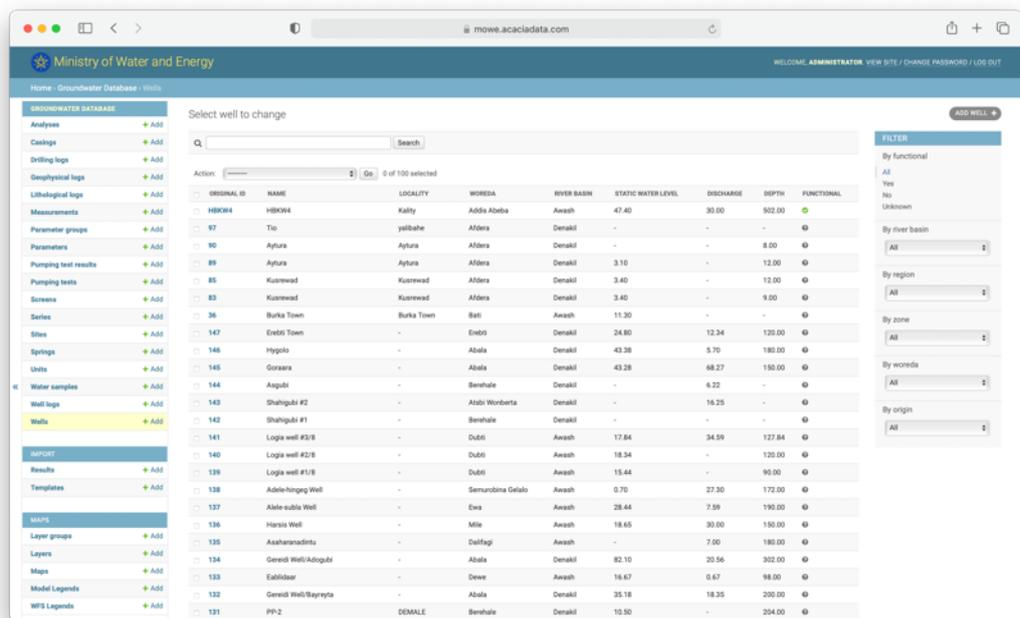 mowe.acaciadata.com
Ministry of Water and Energy
WELCOME, ADMINISTRATOR. VIEW SITE / CHANGE PASSWORD / LOG OUT
Home › Groundwater Database › Wells
GROUNDWATER DATABASE
Analyses + Add
Casings + Add
Drilling logs + Add
Geophysical logs + Add
Lithological logs + Add
Measurements + Add
Parameter groups + Add
Parameters + Add
Pumping test results + Add
Pumping tests + Add
Screens + Add
Series + Add
Sites + Add
Springs + Add
Units + Add
« Water samples + Add
Well logs + Add
Wells + Add
IMPORT
Results + Add
Templates + Add
MAPS
Layer groups + Add
Layers + Add
Maps + Add
Model Legends + Add
WFS Legends + Add
Select well to change
ADD WELL +
Search
Action: --------- Go 0 of 100 selected
ORIGINAL ID NAME LOCALITY WOREDA RIVER BASIN STATIC WATER LEVEL DISCHARGE DEPTH FUNCTIONAL
HBKW4 HBKW4 Kality Addis Abeba Awash 47.40 30.00 502.00
97 Tio yalibahe Afdera Denakil - - -
90 Aytura Aytura Afdera Denakil - - 8.00
89 Aytura Aytura Afdera Denakil 3.10 - 12.00
85 Kusrewad Kusrewad Afdera Denakil 3.40 - 12.00
83 Kusrewad Kusrewad Afdera Denakil 3.40 - 9.00
36 Burka Town Burka Town Bati Awash 11.30 - -
147 Erebti Town - Erebti Denakil 24.80 12.34 120.00
146 Hygolo - Abala Denakil 43.38 5.70 180.00
145 Goraara - Abala Denakil 43.28 68.27 150.00
144 Asgubi - Berehale Denakil - 6.22 -
143 Shahigubi #2 - Atsbi Wonberta Denakil - 16.25 -
142 Shahigubi #1 - Berehale Denakil - - -
141 Logia well #3/8 - Dubti Awash 17.84 34.59 127.84
140 Logia well #2/8 - Dubti Awash 18.34 - 120.00
139 Logia well #1/8 - Dubti Awash 15.44 - 90.00
138 Adele-hingeg Well - Semurobina Gelalo Awash 0.70 27.30 172.00
137 Alele-subla Well - Ewa Awash 28.44 7.59 190.00
136 Harsis Well - Mile Awash 18.65 30.00 150.00
135 Asaharanadintu - Dalifagi Awash - 7.00 180.00
134 Gereidi Well/Adogubi - Abala Denakil 82.10 20.56 302.00
133 Eablidaar - Dewe Awash 16.67 0.67 98.00
132 Gereidi Well/Bayreyta - Abala Denakil 35.18 18.35 200.00
131 PP-2 DEMALE Berehale Denakil 10.50 - 204.00
FILTER
By functional
All
Yes
No
Unknown
By river basin
All
By region
All
By zone
All
By woreda
All
By origin
All